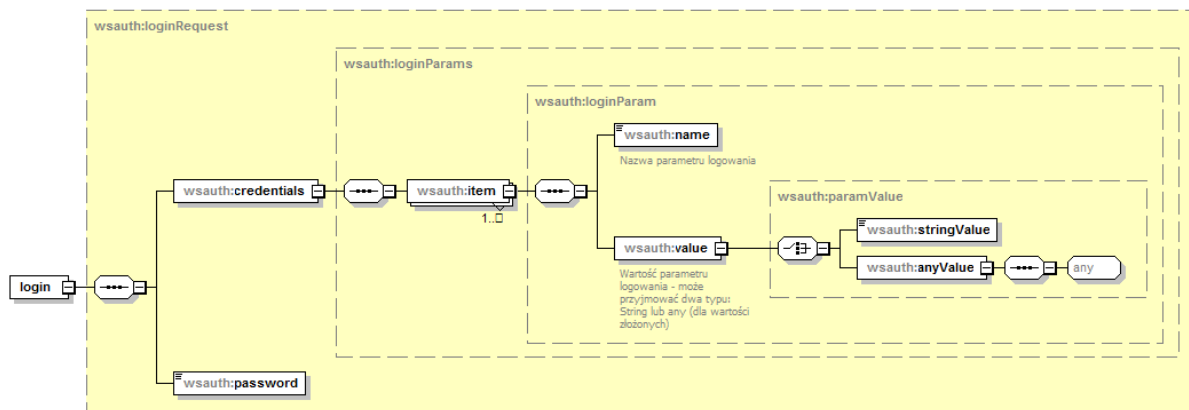 wsauth:loginRequest
wsauth:loginParams
wsauth:loginParam
wsauth:name
Nazwa parametru logowania
wsauth:credentials
wsauth:item
1..□
wsauth:paramValue
wsauth:stringValue
wsauth:value
wsauth:anyValue
any
Wartość parametru
logowania - może
przyjmować dwa typu:
String lub any (dla wartości
złożonych)
login
wsauth:password